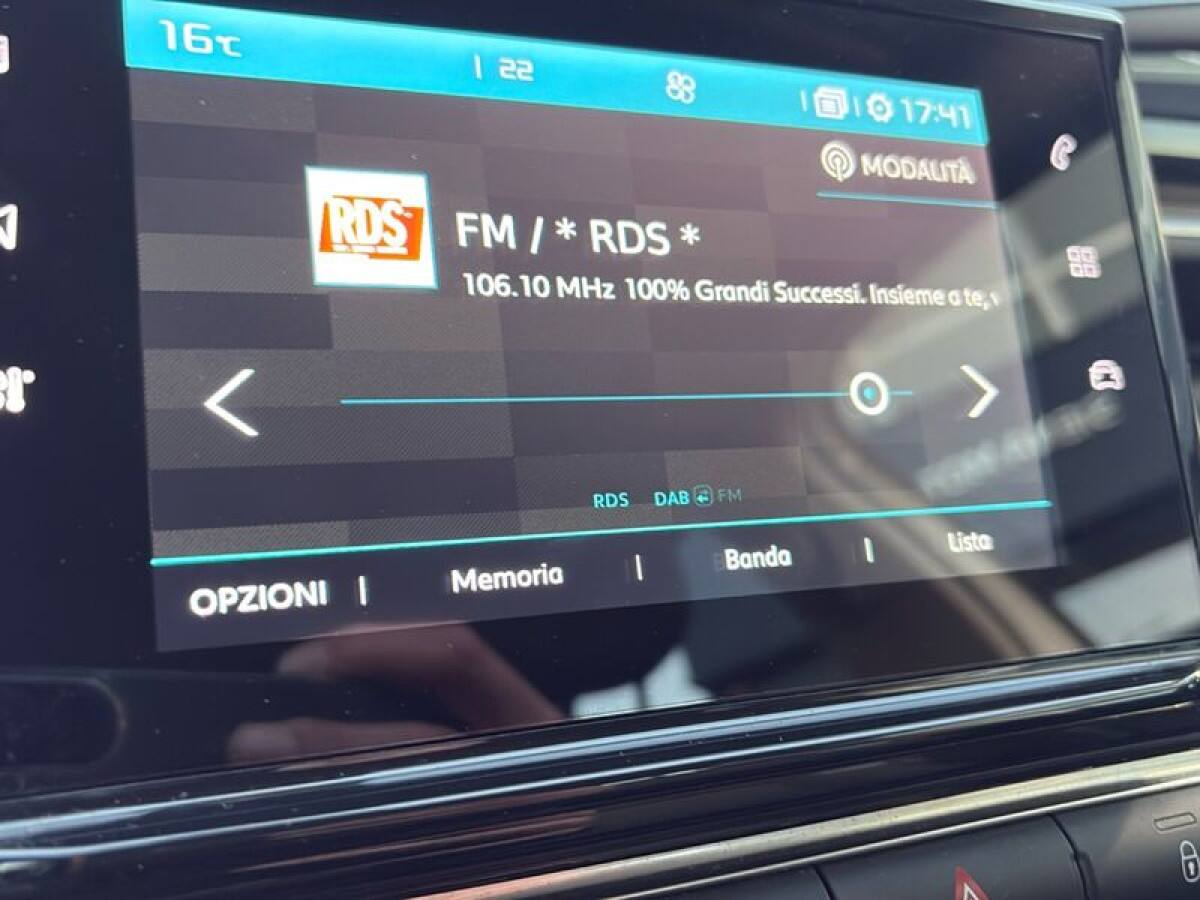 16°C
22
17:41
MODALITÀ
RDS
FM / * RDS *
106.10 MHz 100% Grandi Successi. Insieme a te,
RDS DAB FM
OPZIONI | Memoria | Banda | Lista